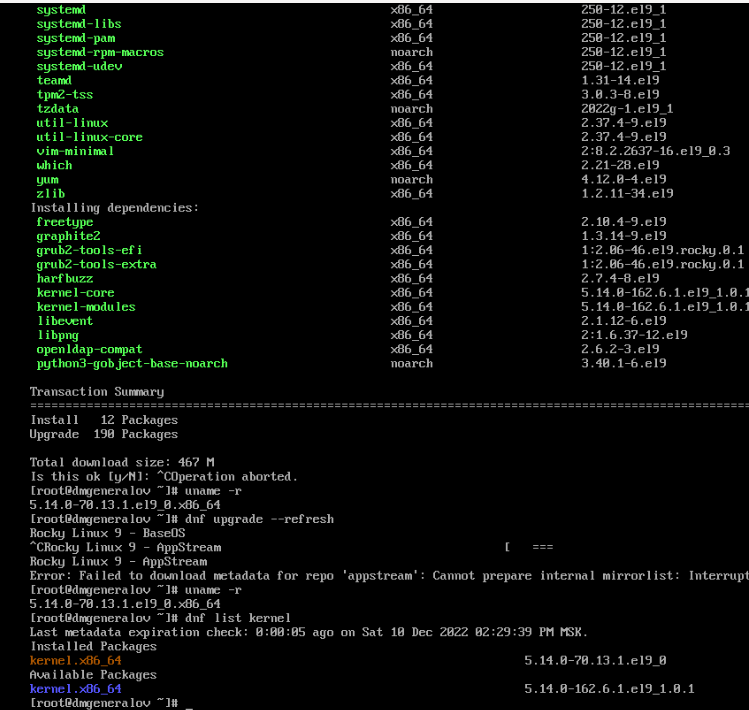 systemd x86_64 250-12.el9_1
systemd-libs x86_64 250-12.el9_1
systemd-pam x86_64 250-12.el9_1
systemd-rpm-macros noarch 250-12.el9_1
systemd-udev x86_64 250-12.el9_1
teamd x86_64 1.31-14.el9
tpm2-tss x86_64 3.0.3-8.el9
tzdata noarch 2022g-1.el9_1
util-linux x86_64 2.37.4-9.el9
util-linux-core x86_64 2.37.4-9.el9
vim-minimal x86_64 2:8.2.2637-16.el9_0.3
which x86_64 2.21-28.el9
yum noarch 4.12.0-4.el9
zlib x86_64 1.2.11-34.el9
Installing dependencies:
freetype x86_64 2.10.4-9.el9
graphite2 x86_64 1.3.14-9.el9
grub2-tools-efi x86_64 1:2.06-46.el9.rocky.0.1
grub2-tools-extra x86_64 1:2.06-46.el9.rocky.0.1
harfbuzz x86_64 2.7.4-8.el9
kernel-core x86_64 5.14.0-162.6.1.el9_1.0.1
kernel-modules x86_64 5.14.0-162.6.1.el9_1.0.1
libevent x86_64 2.1.12-6.el9
libpng x86_64 2:1.6.37-12.el9
openldap-compat x86_64 2.6.2-3.el9
python3-gobject-base-noarch noarch 3.40.1-6.el9
Transaction Summary
================================================================================
Install 12 Packages
Upgrade 190 Packages
Total download size: 467 M
Is this ok [y/N]: ^COperation aborted.
[root@dmgeneralov ~]# uname -r
5.14.0-70.13.1.el9_0.x86_64
[root@dmgeneralov ~]# dnf upgrade --refresh
Rocky Linux 9 - BaseOS
^CRocky Linux 9 - AppStream [ ===
Rocky Linux 9 - AppStream
Error: Failed to download metadata for repo 'appstream': Cannot prepare internal mirrorlist: Interrupt
[root@dmgeneralov ~]# uname -r
5.14.0-70.13.1.el9_0.x86_64
[root@dmgeneralov ~]# dnf list kernel
Last metadata expiration check: 0:00:05 ago on Sat 10 Dec 2022 02:29:39 PM MSK.
Installed Packages
kernel.x86_64 5.14.0-70.13.1.el9_0
Available Packages
kernel.x86_64 5.14.0-162.6.1.el9_1.0.1
[root@dmgeneralov ~]# _